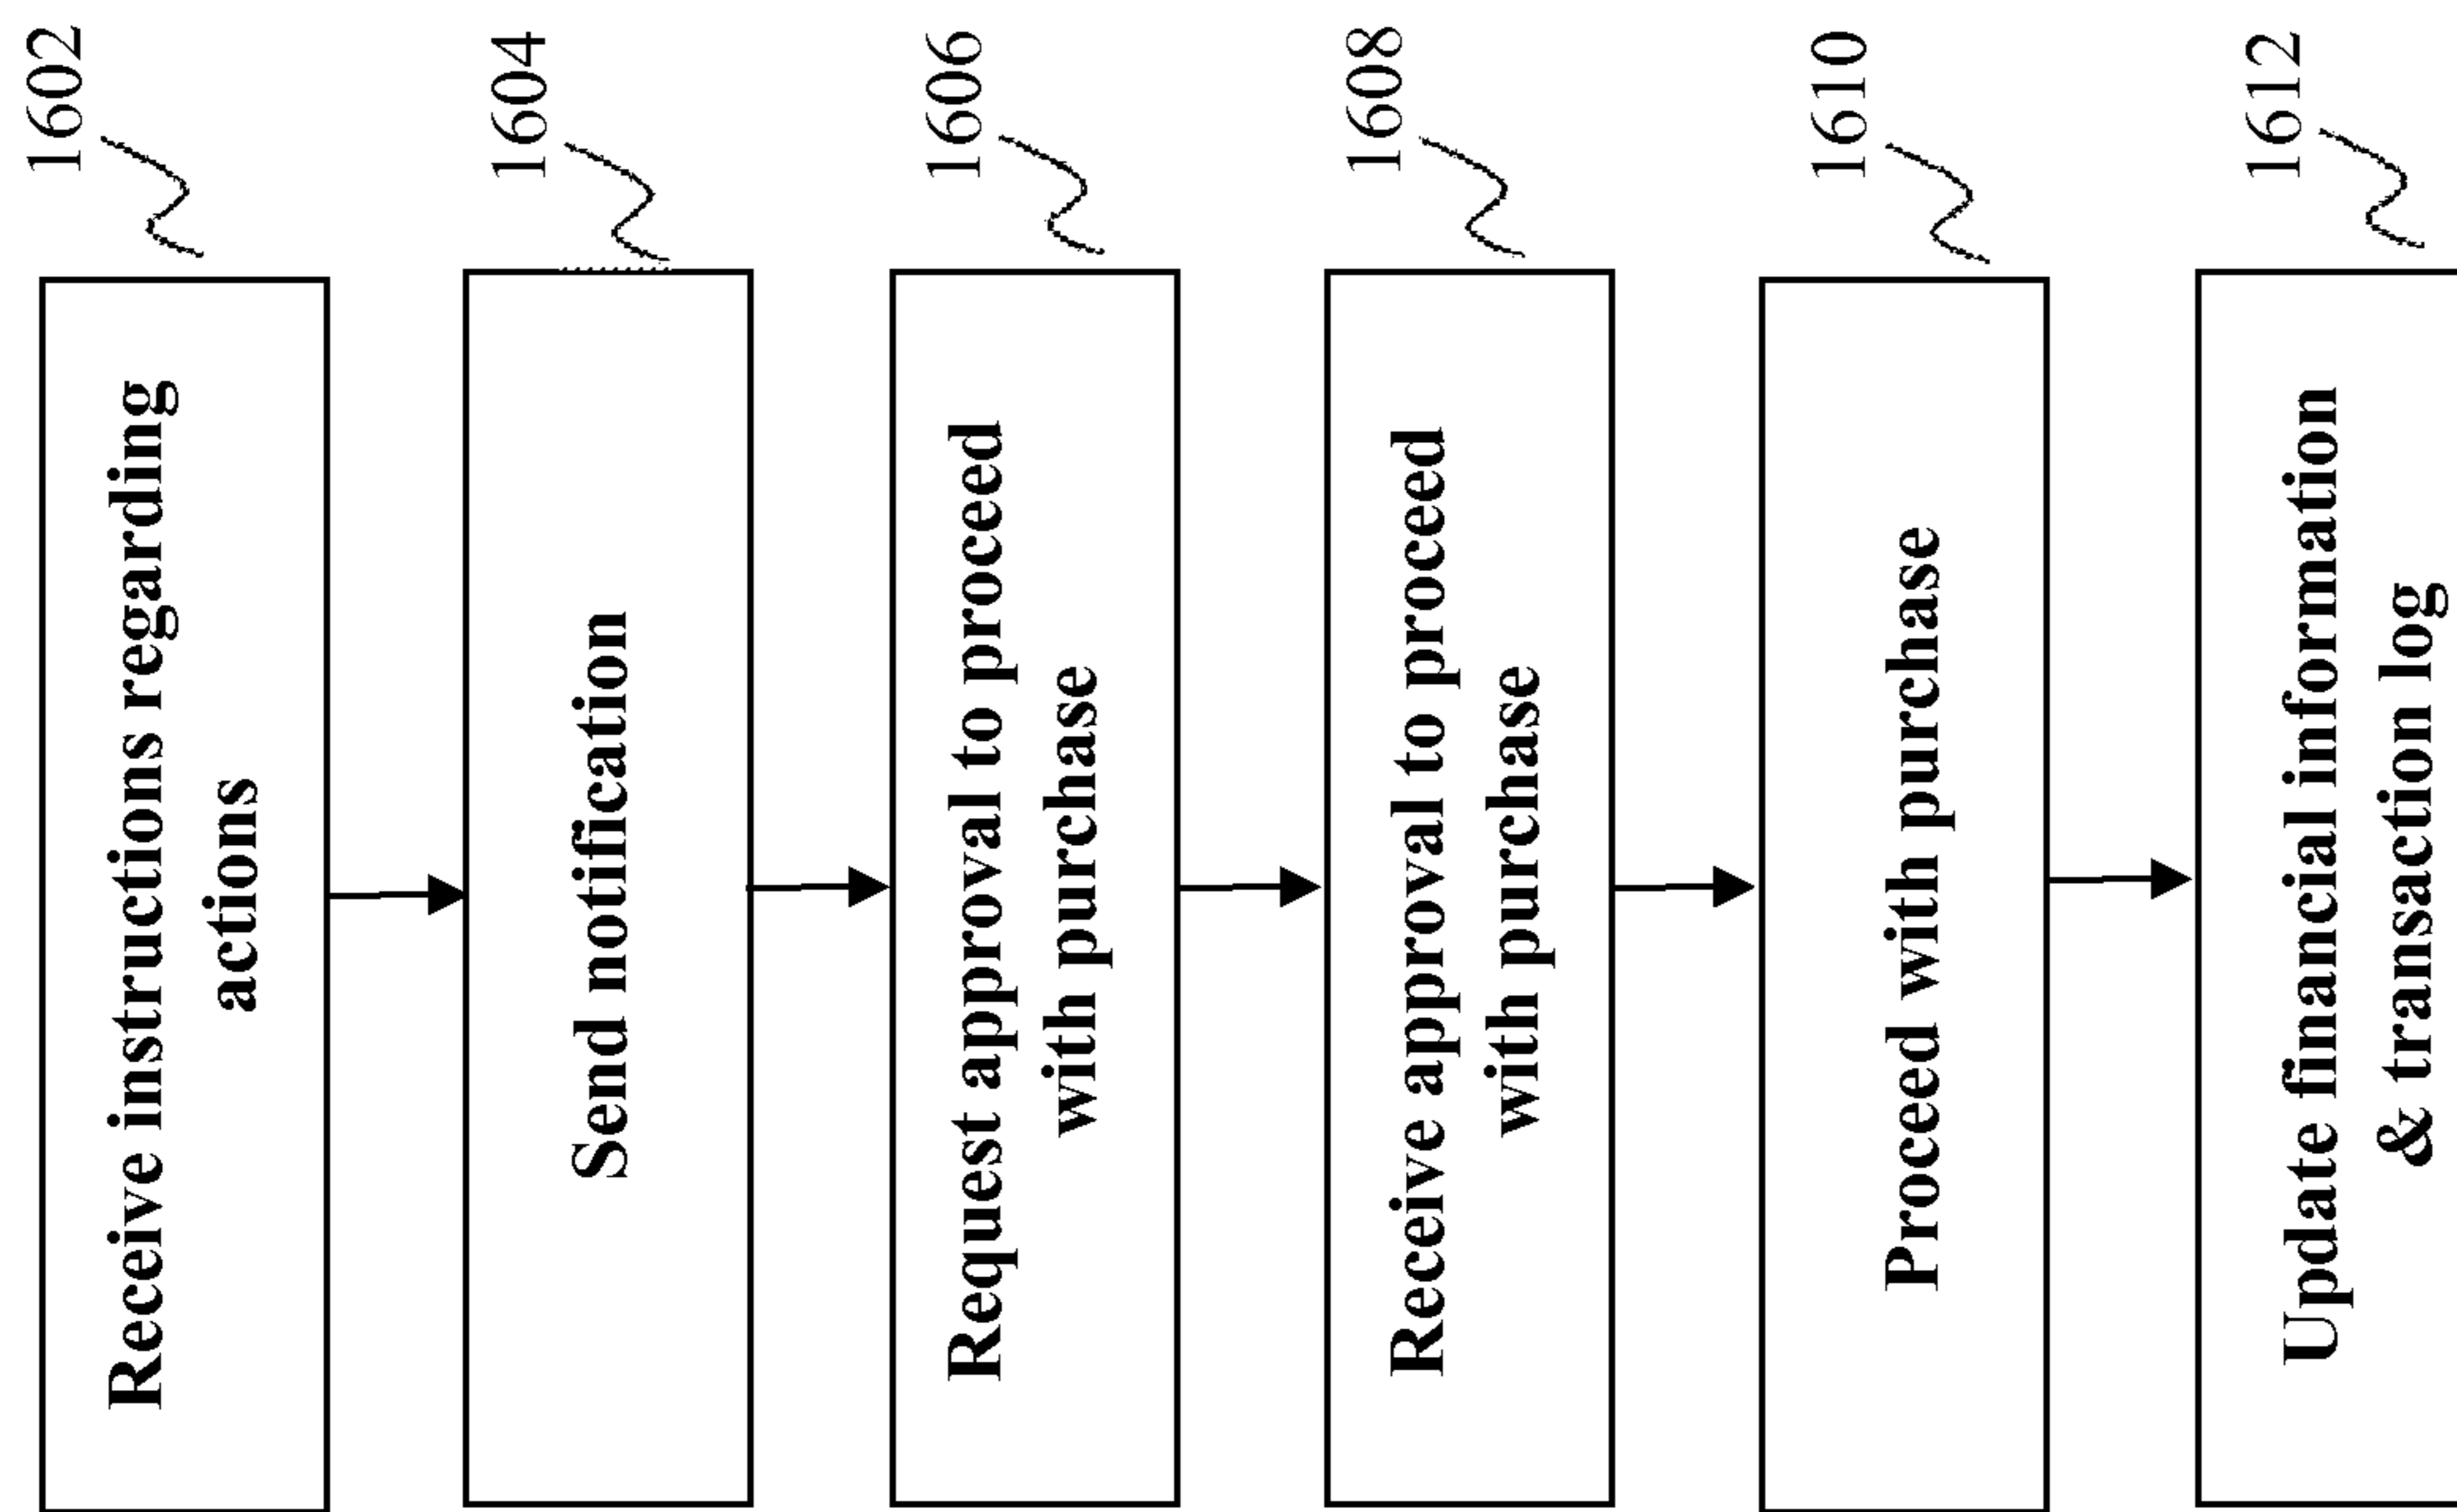 1602
Receive instructions regarding
actions
1604
Send notification
1606
Request approval to proceed
with purchase
1608
Receive approval to proceed
with purchase
1610
Proceed with purchase
1612
Update financial information
& transaction log